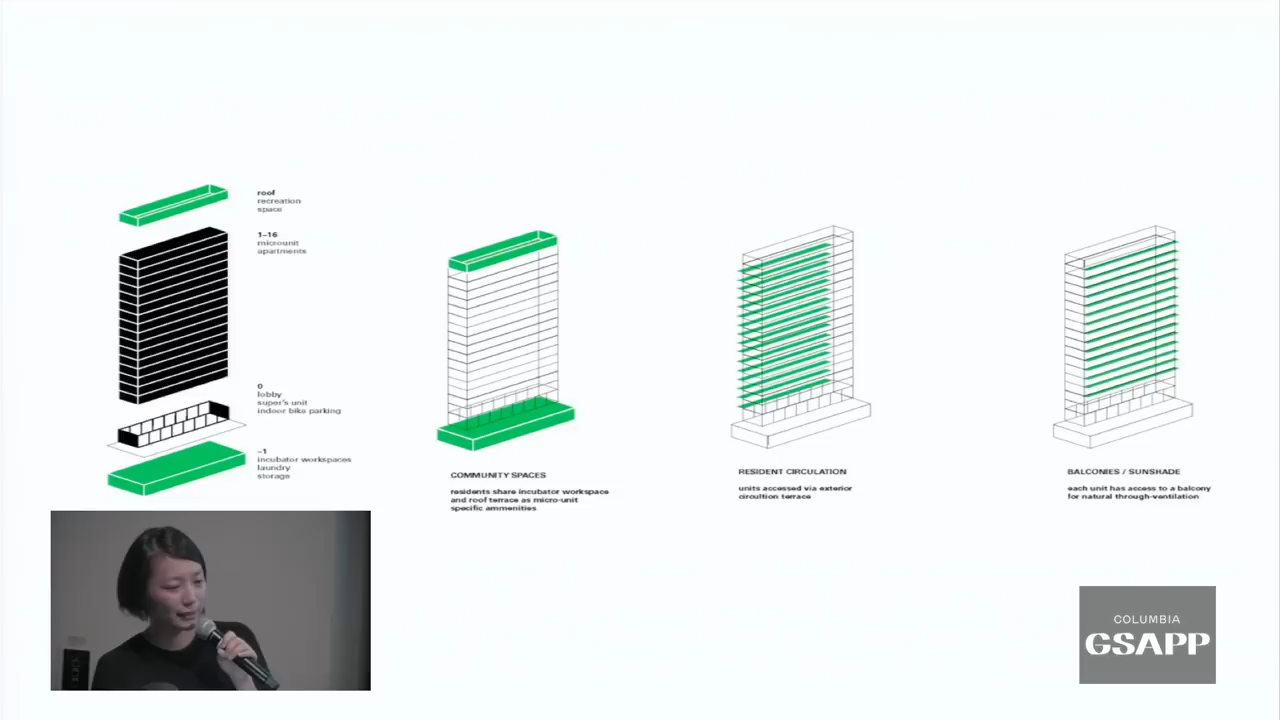 roof
recreation
space
1–16
microunit
apartments
0
lobby
super's unit
indoor bike parking
–1
incubator workspaces
laundry
storage
COMMUNITY SPACES
residents share incubator workspace
and roof terrace as micro-unit
specific ammenities
RESIDENT CIRCULATION
units accessed via exterior
circultion terrace
BALCONIES / SUNSHADE
each unit has access to a balcony
for natural through-ventilation
COLUMBIA
GSAPP